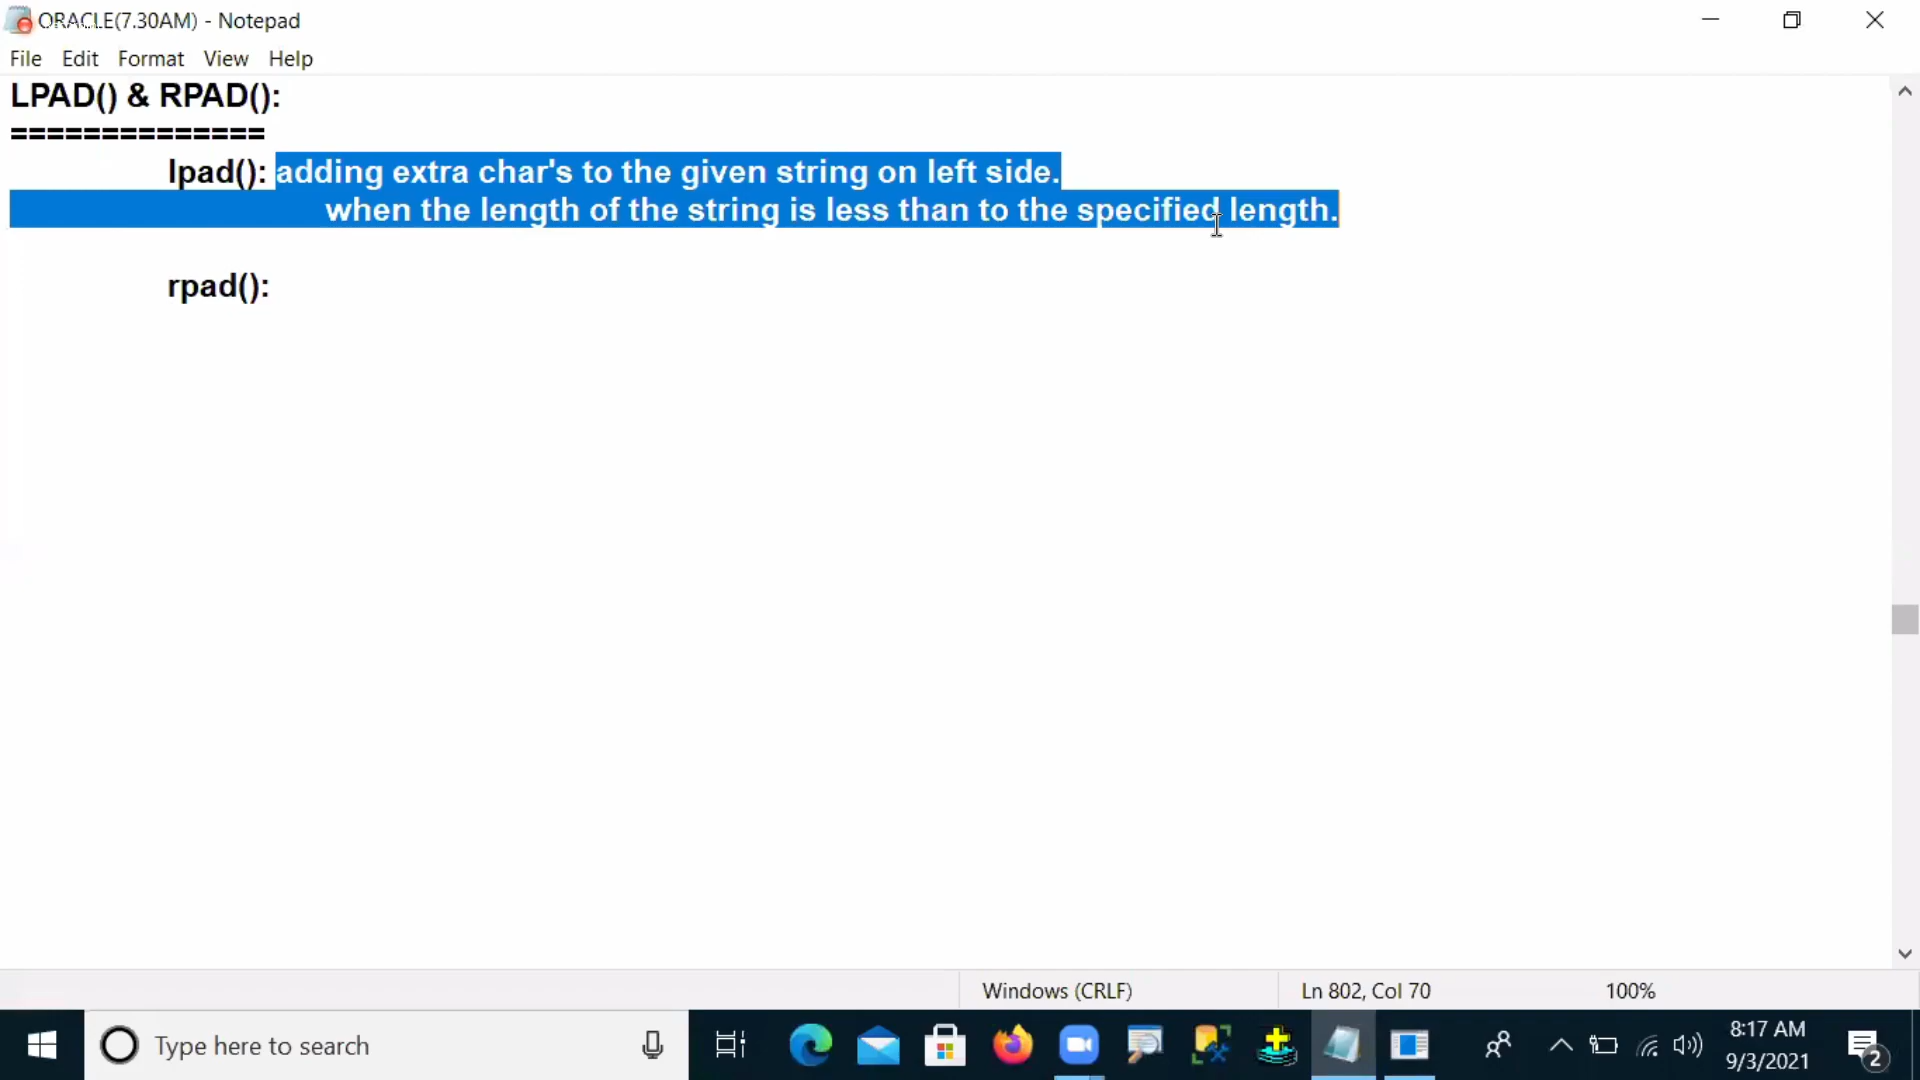 ORACLE(7.30AM) - Notepad
File Edit Format View Help
LPAD() & RPAD():
==============
lpad(): adding extra char's to the given string on left side.
when the length of the string is less than to the specified length.
rpad():
Windows (CRLF) Ln 802, Col 70 100%
Type here to search
8:17 AM
9/3/2021
2